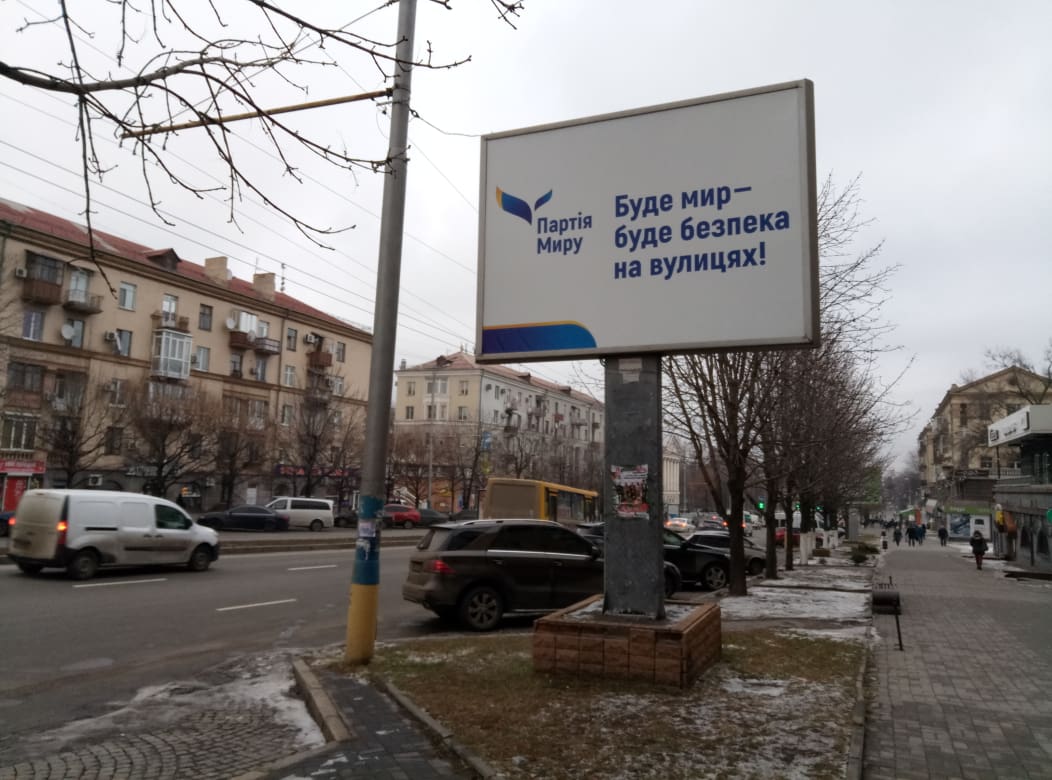 Партія
Миру
Буде мир–
буде безпека
на вулицях!